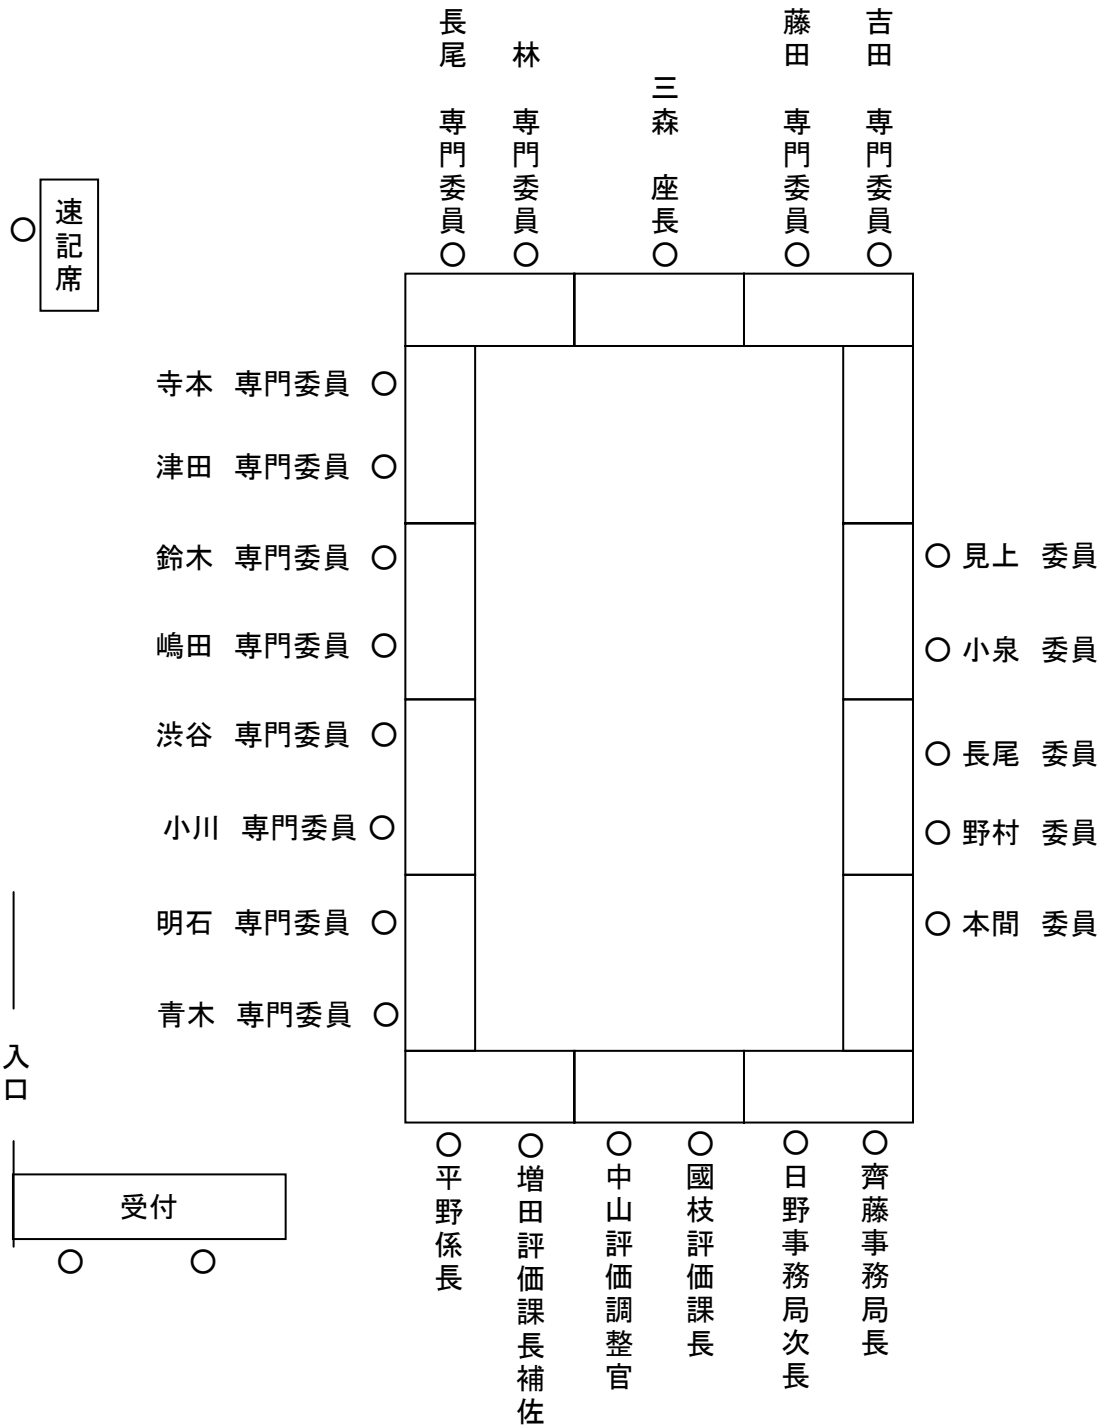 長尾 専門委員
林 専門委員
三森 座長
藤田 専門委員
吉田 専門委員
速記席
寺本 専門委員
津田 専門委員
鈴木 専門委員
嶋田 専門委員
渋谷 専門委員
小川 専門委員
明石 専門委員
青木 専門委員
見上 委員
小泉 委員
長尾 委員
野村 委員
本間 委員
入口
受付
平野係長
増田評価課長補佐
中山評価調整官
國枝評価課長
日野事務局次長
齊藤事務局長